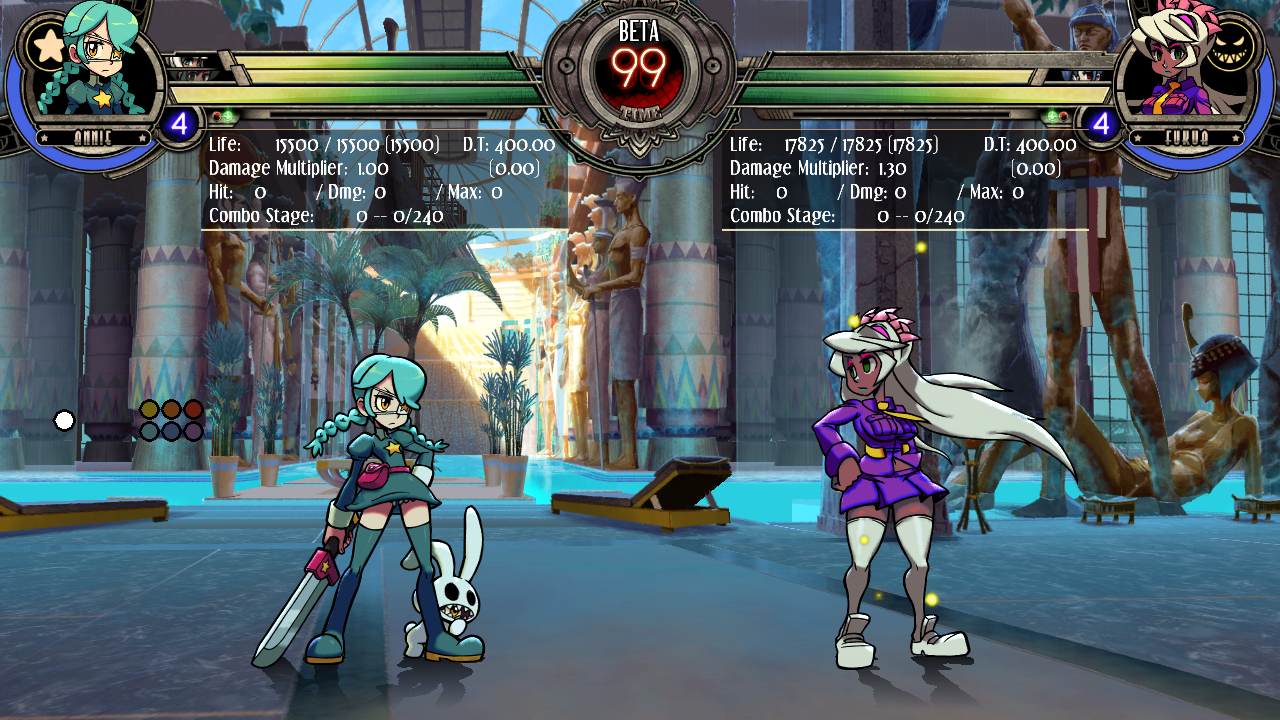 BETA
99
TIME
ANNIE
4
4
FUKUA
Life: 15500 / 15500 (15500) D.T: 400.00
Damage Multiplier: 1.00 (0.00)
Hit: 0 / Dmg: 0 / Max: 0
Combo Stage: 0 -- 0/240
Life: 17825 / 17825 (17825) D.T: 400.00
Damage Multiplier: 1.30 (0.00)
Hit: 0 / Dmg: 0 / Max: 0
Combo Stage: 0 -- 0/240